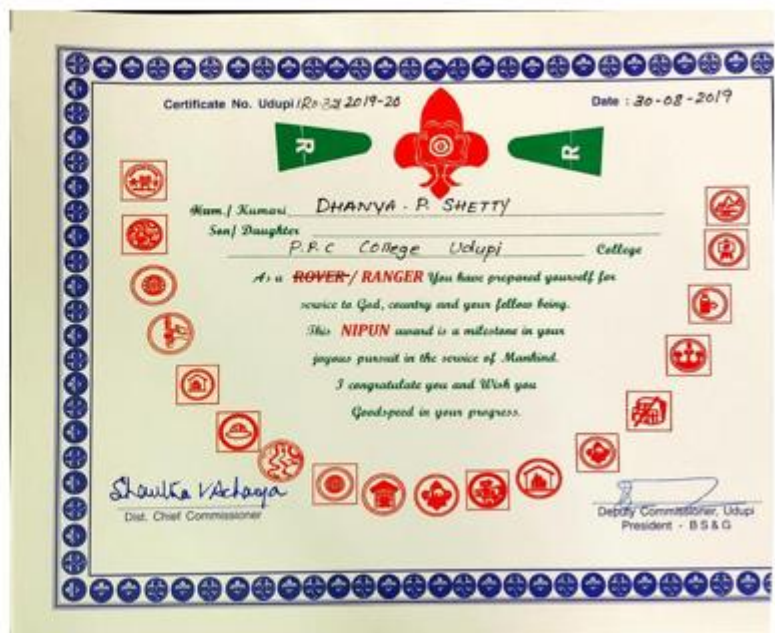 Certificate No. Udupi/Ro-32 2019-20 Date : 30-08-2019
R R
Kum./ Kumari DHANYA. P. SHETTY
Son/ Daughter
P.P.C College Udupi College
As a ROVER / RANGER You have prepared yourself for
service to God, country and your fellow being.
This NIPUN award is a milestone in your
joyous pursuit in the service of Mankind.
I congratulate you and Wish you
Goodspeed in your progress.
Dist. Chief Commissioner
Deputy Commissioner, Udupi
President - B S & G